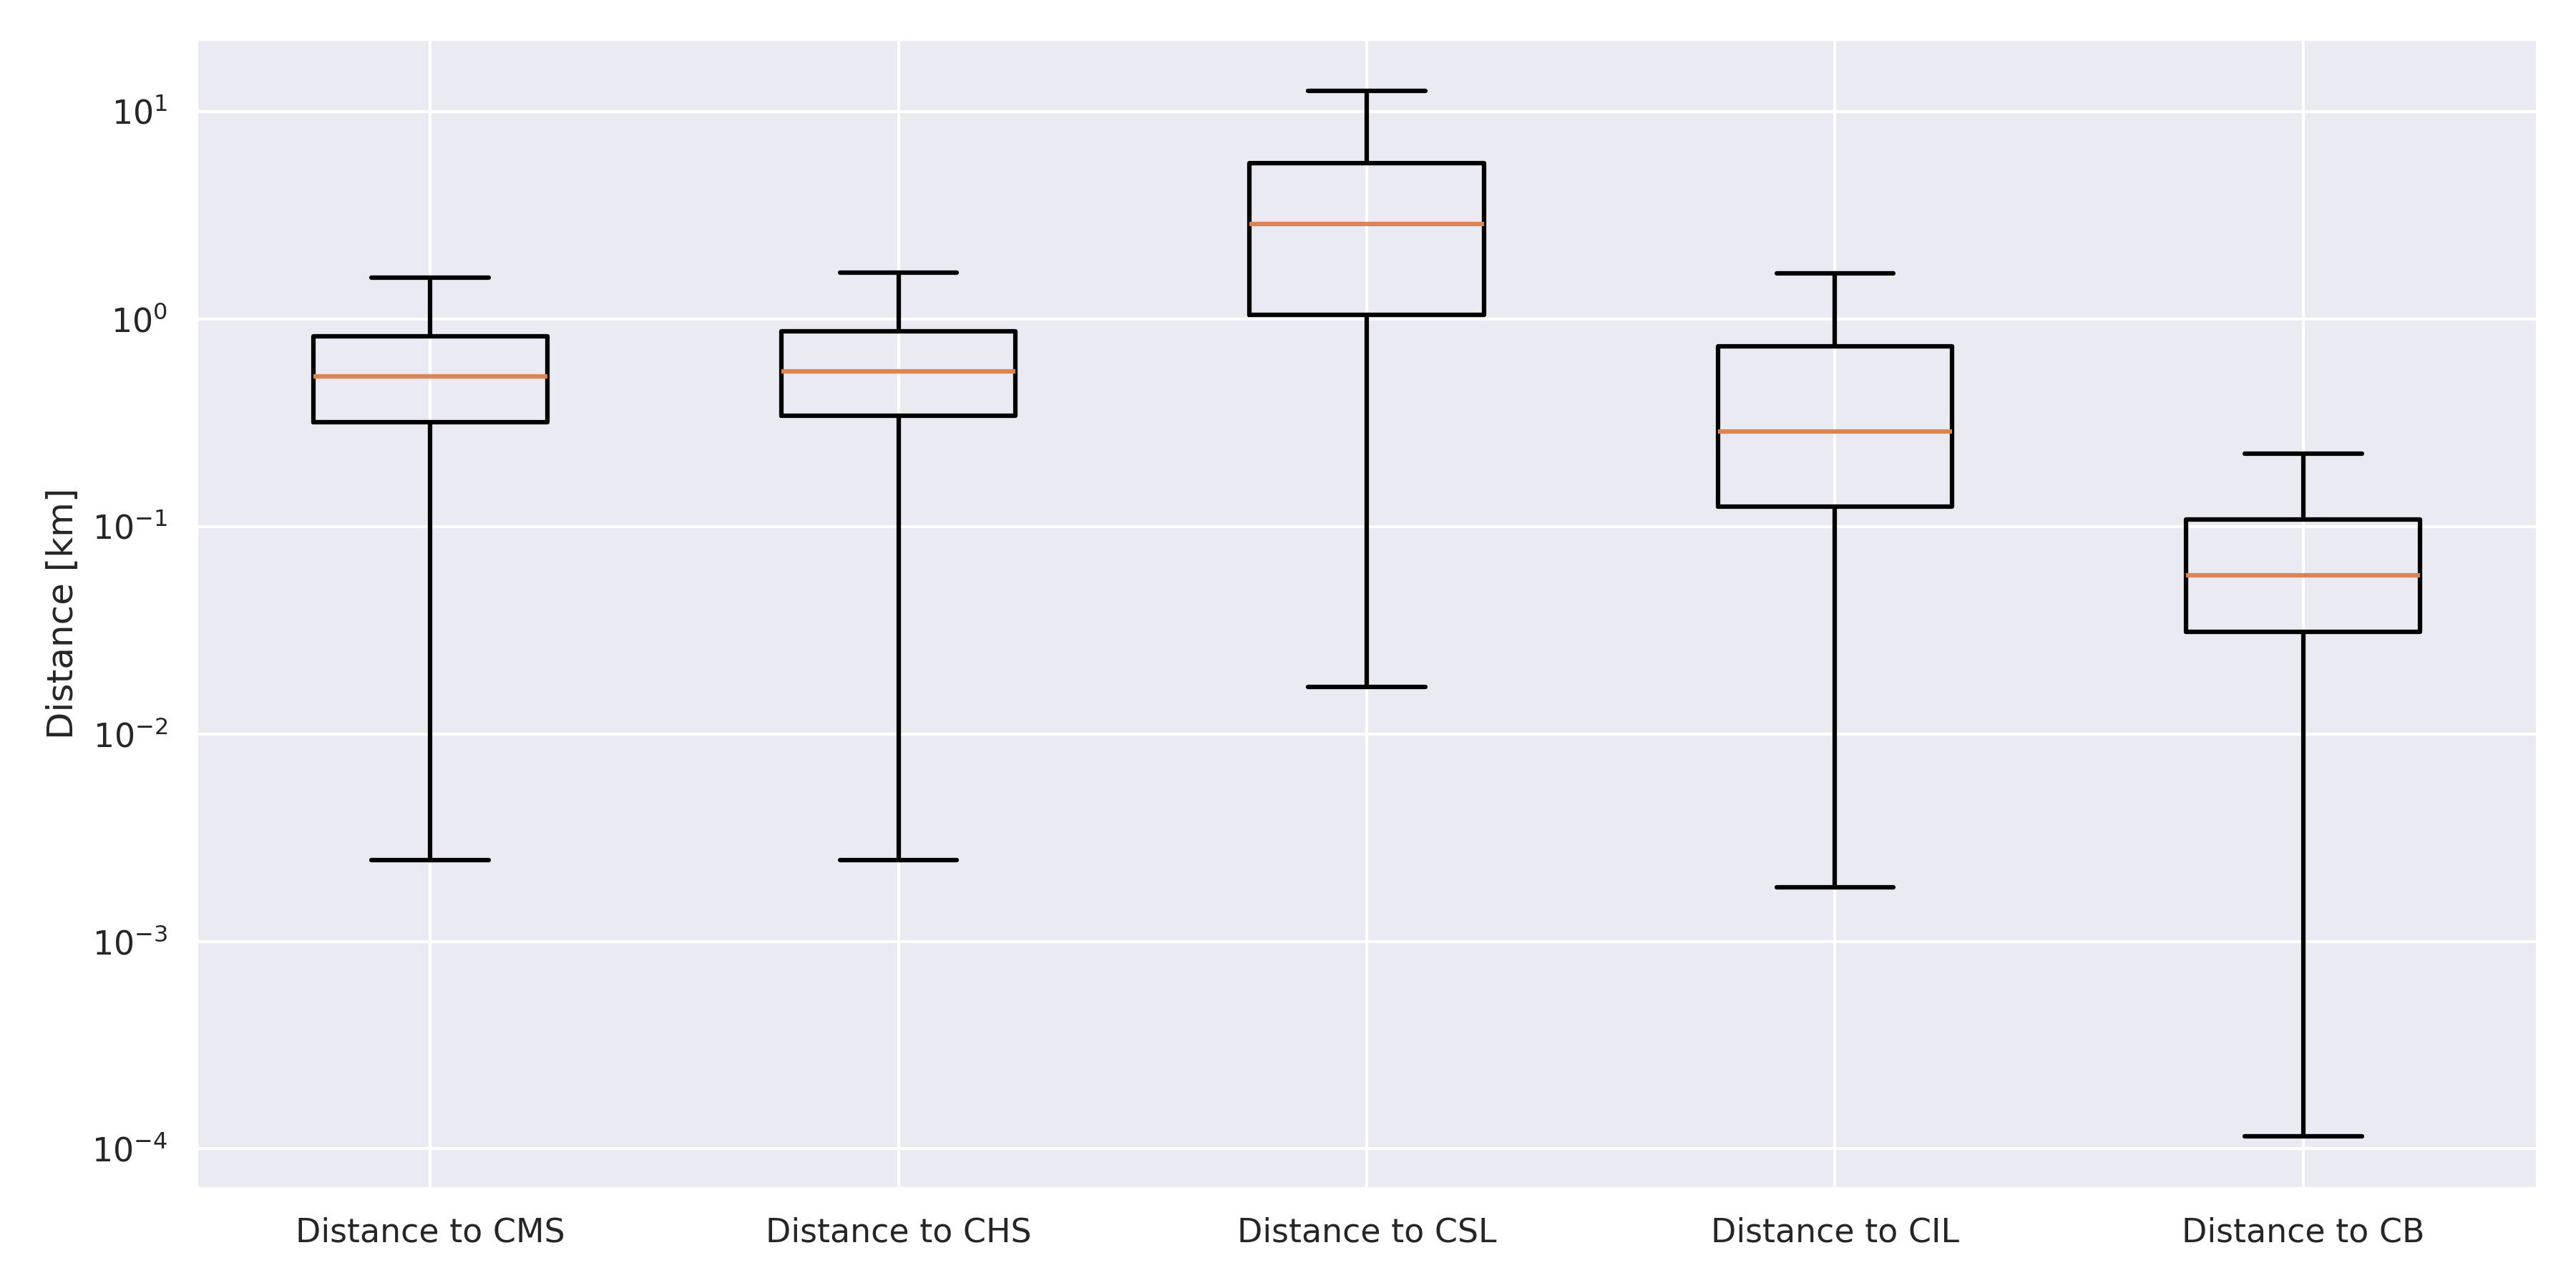 Distance [km]
10¹
10⁰
10⁻¹
10⁻²
10⁻³
10⁻⁴
Distance to CMS
Distance to CHS
Distance to CSL
Distance to CIL
Distance to CB